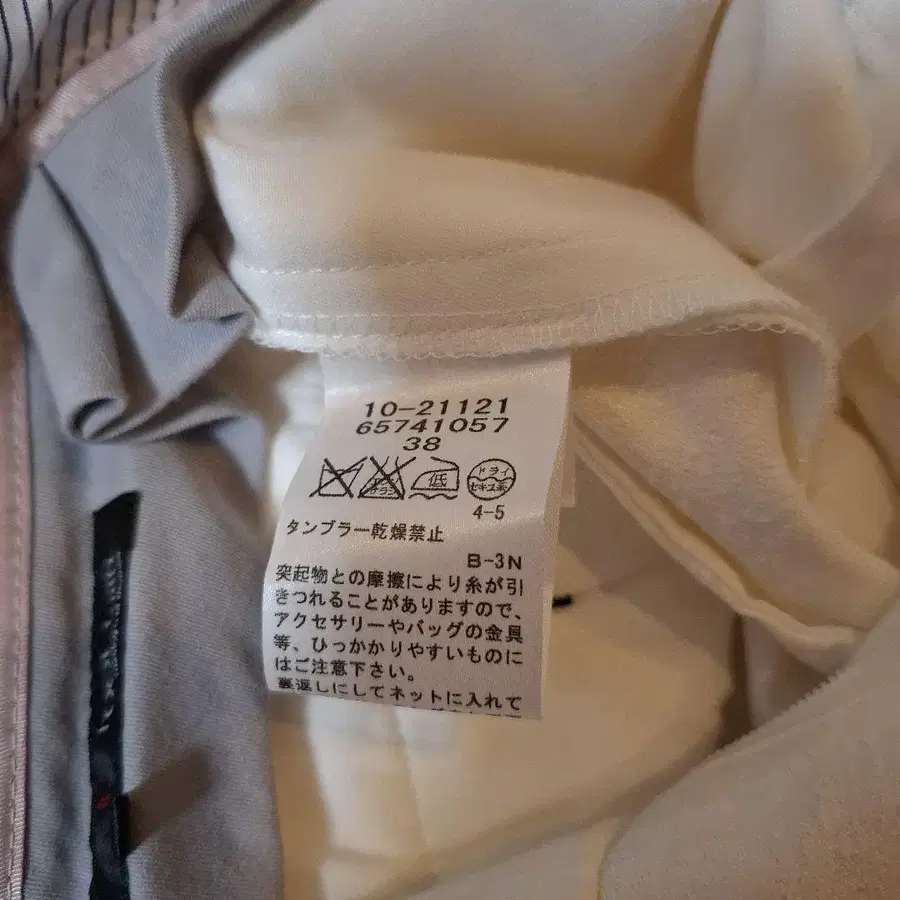 10-21121
65741057
38
低
ドライ
セキユ系
4-5
タンブラー乾燥禁止
B-3N
突起物との摩擦により糸が引
きつれることがありますので、
アクセサリーやバッグの金具
等、ひっかかりやすいものに
はご注意下さい。
裏返しにしてネットに入れて